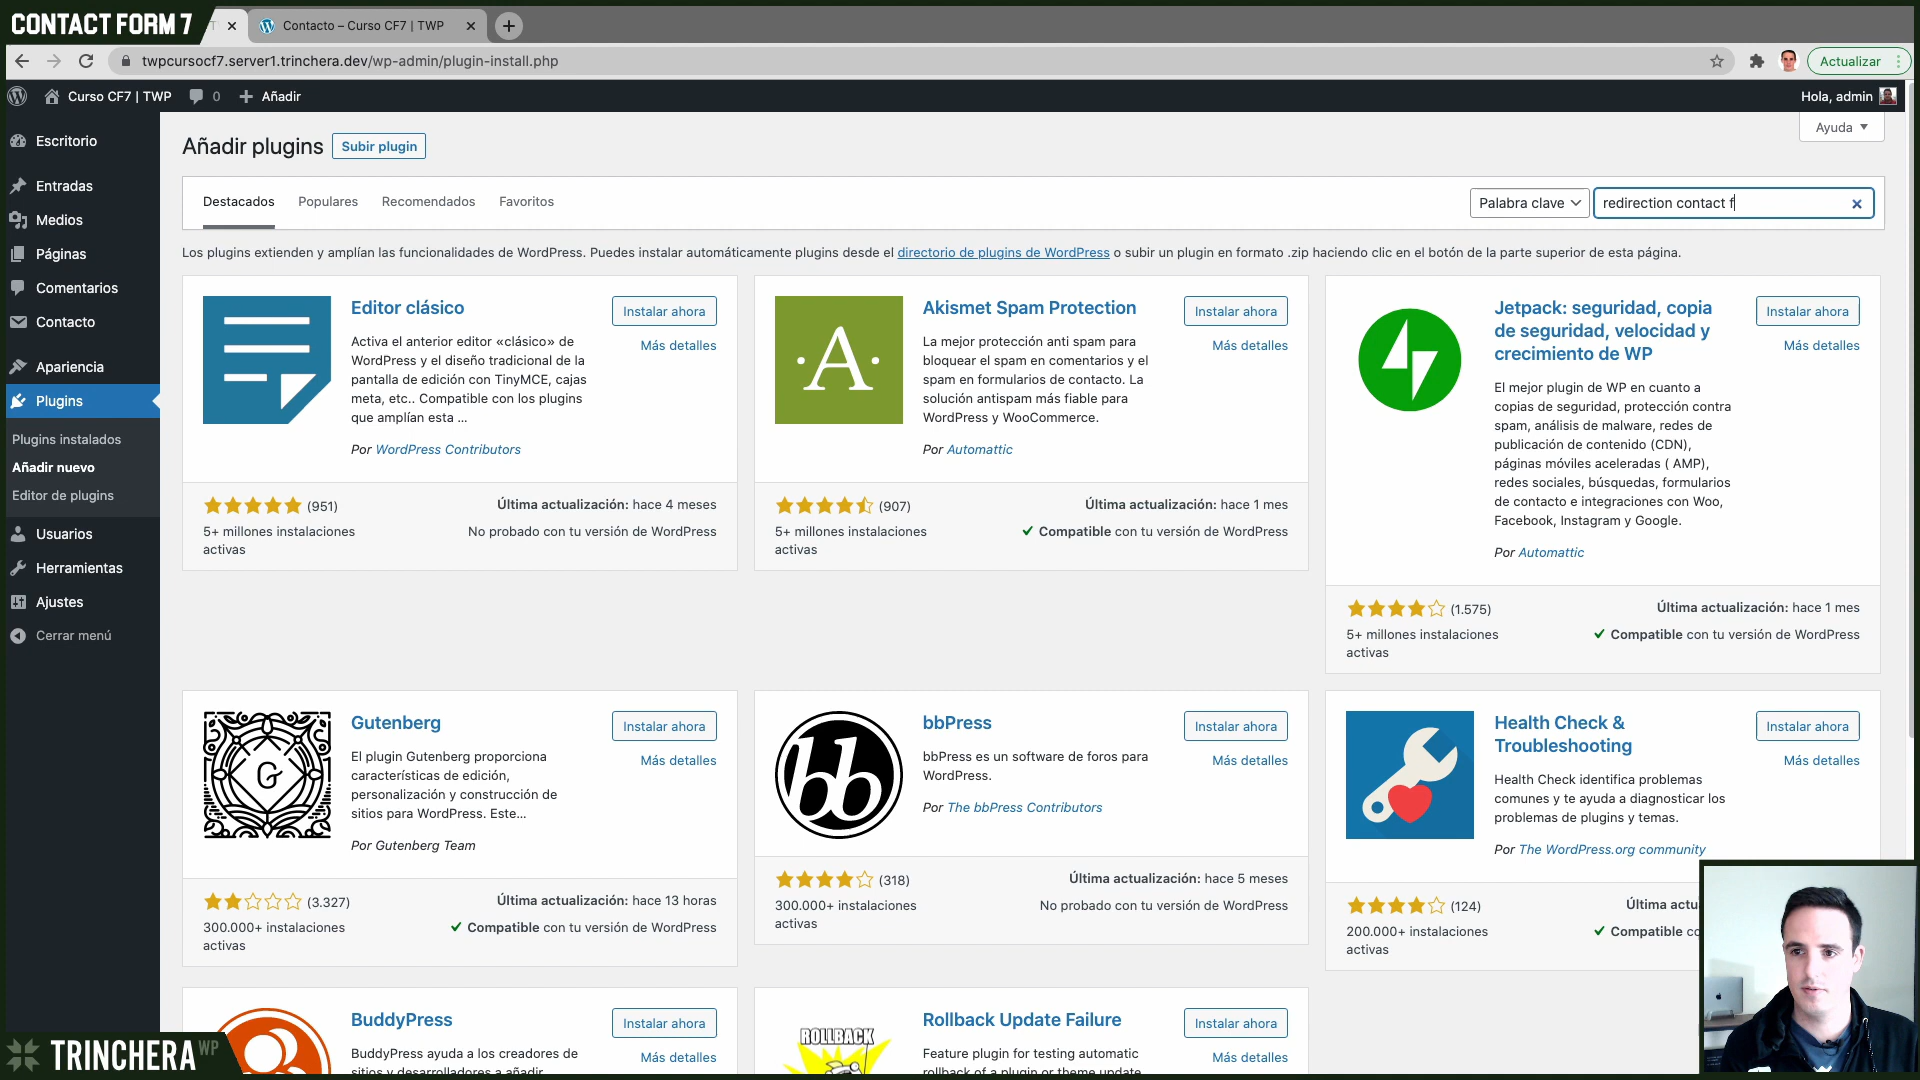 CONTACT FORM 7
Contacto – Curso CF7 | TWP
twpcursocf7.server1.trinchera.dev/wp-admin/plugin-install.php
Actualizar
Curso CF7 | TWP
0
Añadir
Hola, admin
Escritorio
Entradas
Medios
Páginas
Comentarios
Contacto
Apariencia
Plugins
Plugins instalados
Añadir nuevo
Editor de plugins
Usuarios
Herramientas
Ajustes
Cerrar menú
Añadir plugins
Subir plugin
Ayuda
Destacados
Populares
Recomendados
Favoritos
Palabra clave
redirection contact f
Los plugins extienden y amplían las funcionalidades de WordPress. Puedes instalar automáticamente plugins desde el directorio de plugins de WordPress o subir un plugin en formato .zip haciendo clic en el botón de la parte superior de esta página.
Editor clásico
Instalar ahora
Más detalles
Activa el anterior editor «clásico» de
WordPress y el diseño tradicional de la
pantalla de edición con TinyMCE, cajas
meta, etc.. Compatible con los plugins
que amplían esta ...
Por WordPress Contributors
(951)
Última actualización: hace 4 meses
5+ millones instalaciones
activas
No probado con tu versión de WordPress
A
Akismet Spam Protection
Instalar ahora
Más detalles
La mejor protección anti spam para
bloquear el spam en comentarios y el
spam en formularios de contacto. La
solución antispam más fiable para
WordPress y WooCommerce.
Por Automattic
(907)
Última actualización: hace 1 mes
5+ millones instalaciones
activas
Compatible con tu versión de WordPress
Jetpack: seguridad, copia
de seguridad, velocidad y
crecimiento de WP
Instalar ahora
Más detalles
El mejor plugin de WP en cuanto a
copias de seguridad, protección contra
spam, análisis de malware, redes de
publicación de contenido (CDN),
páginas móviles aceleradas ( AMP),
redes sociales, búsquedas, formularios
de contacto e integraciones con Woo,
Facebook, Instagram y Google.
Por Automattic
(1.575)
Última actualización: hace 1 mes
5+ millones instalaciones
activas
Compatible con tu versión de WordPress
G
Gutenberg
Instalar ahora
Más detalles
El plugin Gutenberg proporciona
características de edición,
personalización y construcción de
sitios para WordPress. Este...
Por Gutenberg Team
(3.327)
Última actualización: hace 13 horas
300.000+ instalaciones
activas
Compatible con tu versión de WordPress
bb
bbPress
Instalar ahora
Más detalles
bbPress es un software de foros para
WordPress.
Por The bbPress Contributors
(318)
Última actualización: hace 5 meses
300.000+ instalaciones
activas
No probado con tu versión de WordPress
Health Check &
Troubleshooting
Instalar ahora
Más detalles
Health Check identifica problemas
comunes y te ayuda a diagnosticar los
problemas de plugins y temas.
Por The WordPress.org community
(124)
Última actu
200.000+ instalaciones
activas
Compatible co
BuddyPress
Instalar ahora
Más detalles
BuddyPress ayuda a los creadores de
sitios y desarrolladores a añadir
ROLLBACK
Rollback Update Failure
Instalar ahora
Más detalles
Feature plugin for testing automatic
rollback of a plugin or theme update
TRINCHERA WP